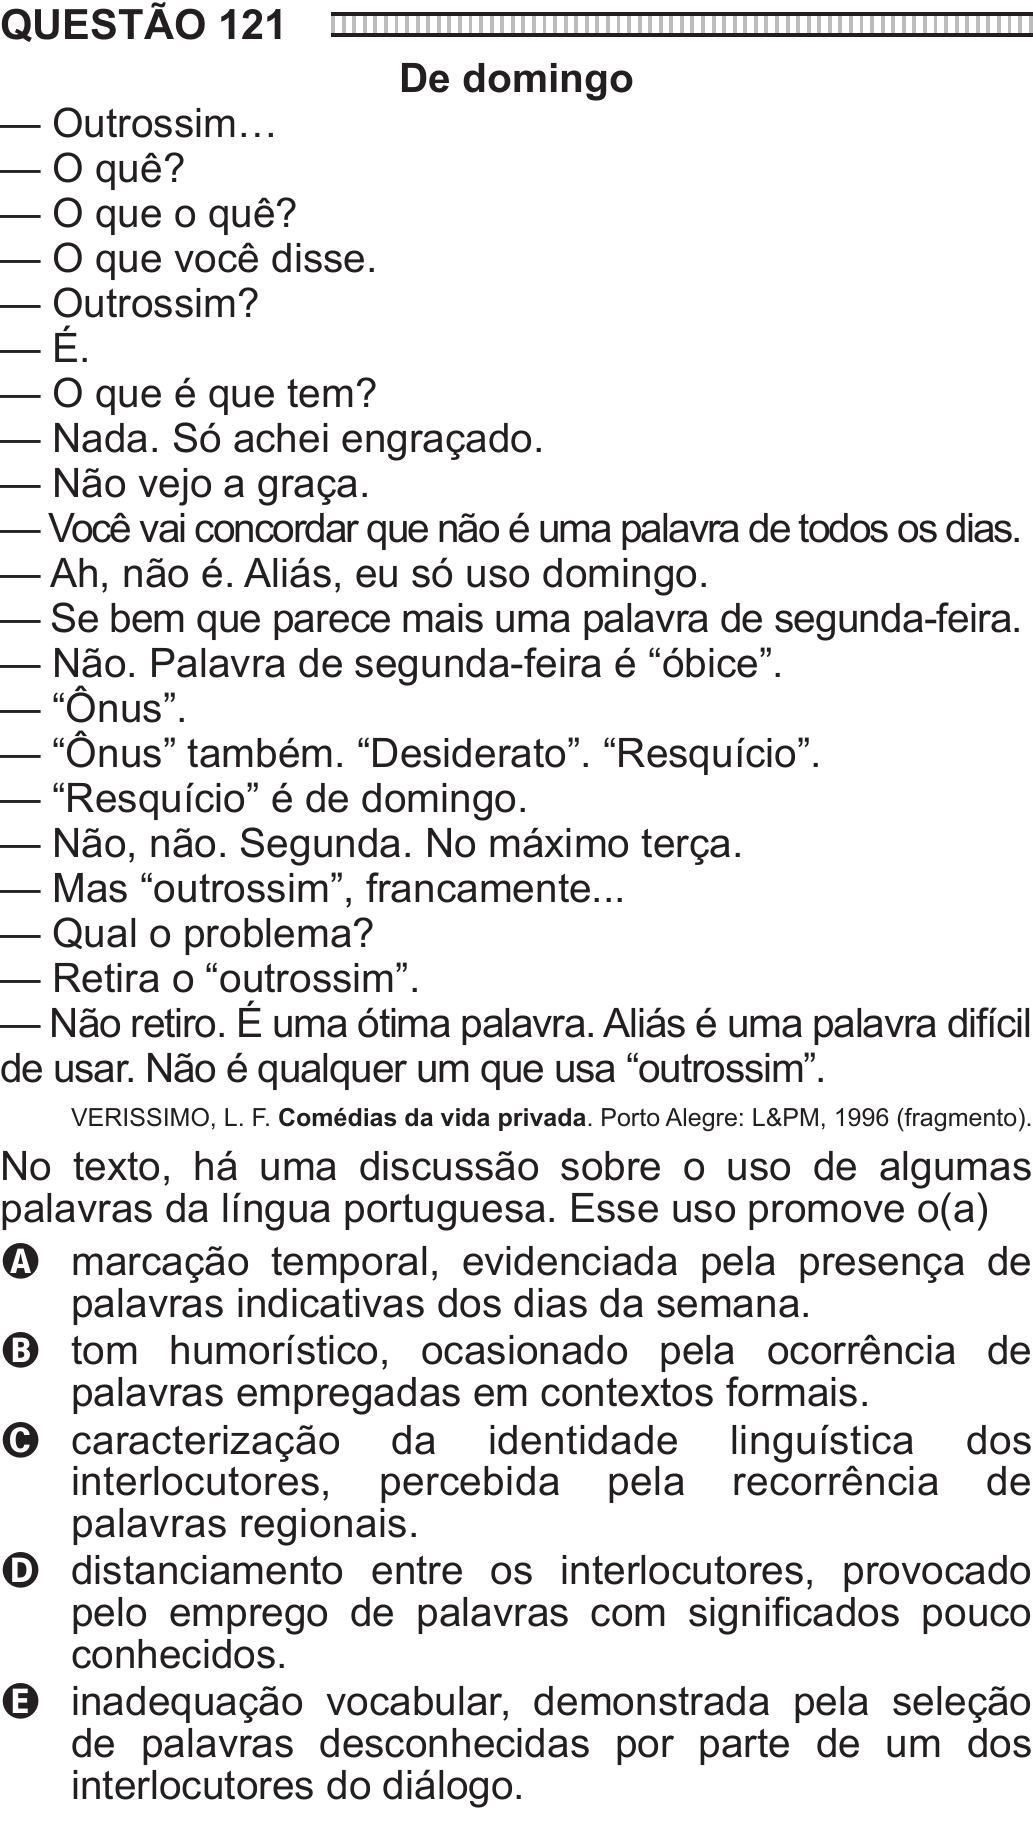 QUESTÃO 121
De domingo
— Outrossim…
— O quê?
— O que o quê?
— O que você disse.
— Outrossim?
— É.
— O que é que tem?
— Nada. Só achei engraçado.
— Não vejo a graça.
— Você vai concordar que não é uma palavra de todos os dias.
— Ah, não é. Aliás, eu só uso domingo.
— Se bem que parece mais uma palavra de segunda-feira.
— Não. Palavra de segunda-feira é “óbice”.
— “Ônus”.
— “Ônus” também. “Desiderato”. “Resquício”.
— “Resquício” é de domingo.
— Não, não. Segunda. No máximo terça.
— Mas “outrossim”, francamente...
— Qual o problema?
— Retira o “outrossim”.
— Não retiro. É uma ótima palavra. Aliás é uma palavra difícil
de usar. Não é qualquer um que usa “outrossim”.
VERISSIMO, L. F. Comédias da vida privada. Porto Alegre: L&PM, 1996 (fragmento).
No texto, há uma discussão sobre o uso de algumas
palavras da língua portuguesa. Esse uso promove o(a)
A marcação temporal, evidenciada pela presença de
palavras indicativas dos dias da semana.
B tom humorístico, ocasionado pela ocorrência de
palavras empregadas em contextos formais.
C caracterização da identidade linguística dos
interlocutores, percebida pela recorrência de
palavras regionais.
D distanciamento entre os interlocutores, provocado
pelo emprego de palavras com significados pouco
conhecidos.
E inadequação vocabular, demonstrada pela seleção
de palavras desconhecidas por parte de um dos
interlocutores do diálogo.